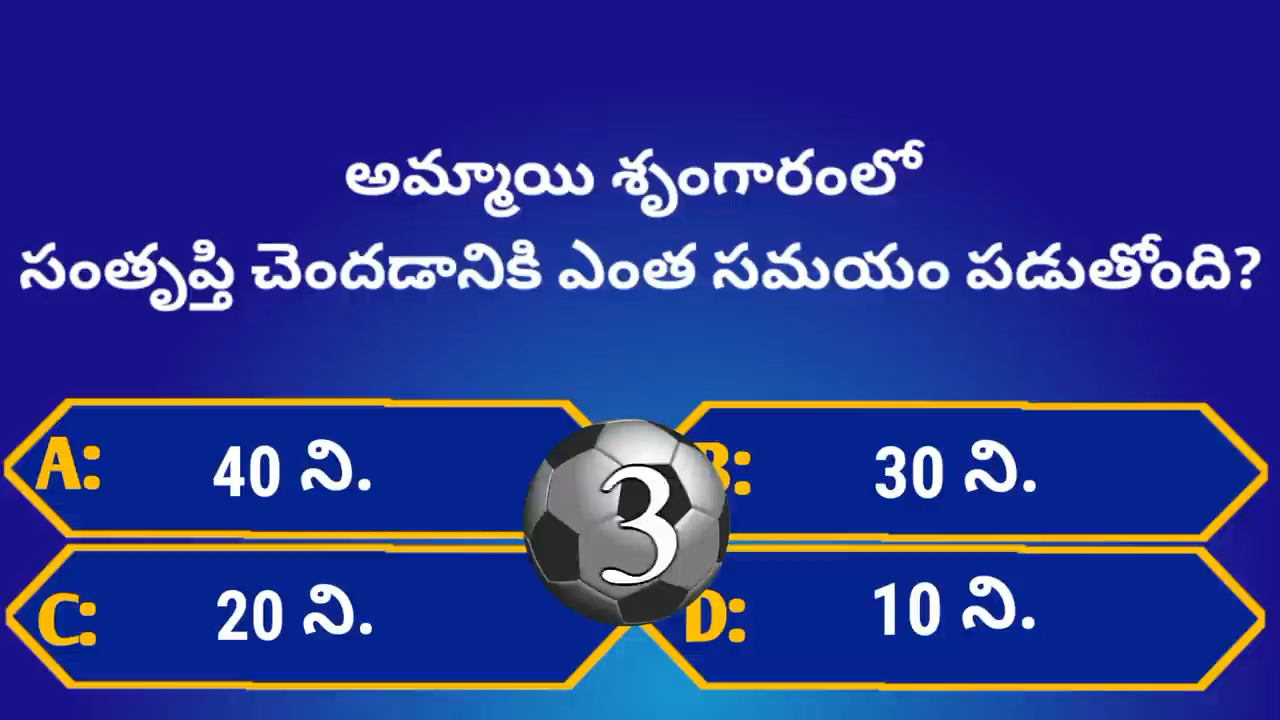 అమ్మాయి శృంగారంలో
సంతృప్తి చెందడానికి ఎంత సమయం పడుతోంది?
A: 40 ని.
B: 30 ని.
3
C: 20 ని.
D: 10 ని.